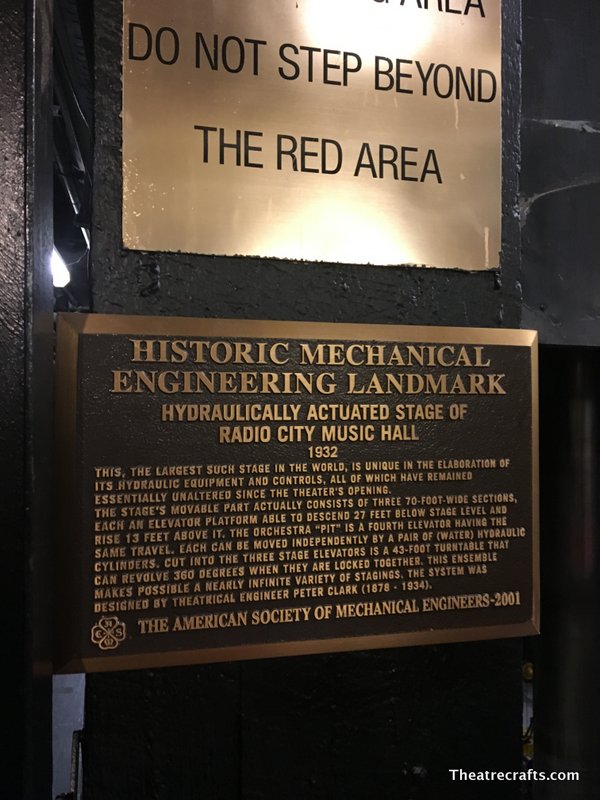 AREA
DO NOT STEP BEYOND
THE RED AREA
HISTORIC MECHANICAL
ENGINEERING LANDMARK
HYDRAULICALLY ACTUATED STAGE OF
RADIO CITY MUSIC HALL
1932
THIS, THE LARGEST SUCH STAGE IN THE WORLD, IS UNIQUE IN THE ELABORATION OF
ITS HYDRAULIC EQUIPMENT AND CONTROLS, ALL OF WHICH HAVE REMAINED
ESSENTIALLY UNALTERED SINCE THE THEATER'S OPENING.
THE STAGE'S MOVABLE PART ACTUALLY CONSISTS OF THREE 70-FOOT-WIDE SECTIONS,
EACH AN ELEVATOR PLATFORM ABLE TO DESCEND 27 FEET BELOW STAGE LEVEL AND
RISE 13 FEET ABOVE IT. THE ORCHESTRA "PIT" IS A FOURTH ELEVATOR HAVING THE
SAME TRAVEL. EACH CAN BE MOVED INDEPENDENTLY BY A PAIR OF (WATER) HYDRAULIC
CYLINDERS. CUT INTO THE THREE STAGE ELEVATORS IS A 43-FOOT TURNTABLE THAT
CAN REVOLVE 360 DEGREES WHEN THEY ARE LOCKED TOGETHER. THIS ENSEMBLE
MAKES POSSIBLE A NEARLY INFINITE VARIETY OF STAGINGS. THE SYSTEM WAS
DESIGNED BY THEATRICAL ENGINEER PETER CLARK (1878 - 1934).
THE AMERICAN SOCIETY OF MECHANICAL ENGINEERS-2001
Theatrecrafts.com